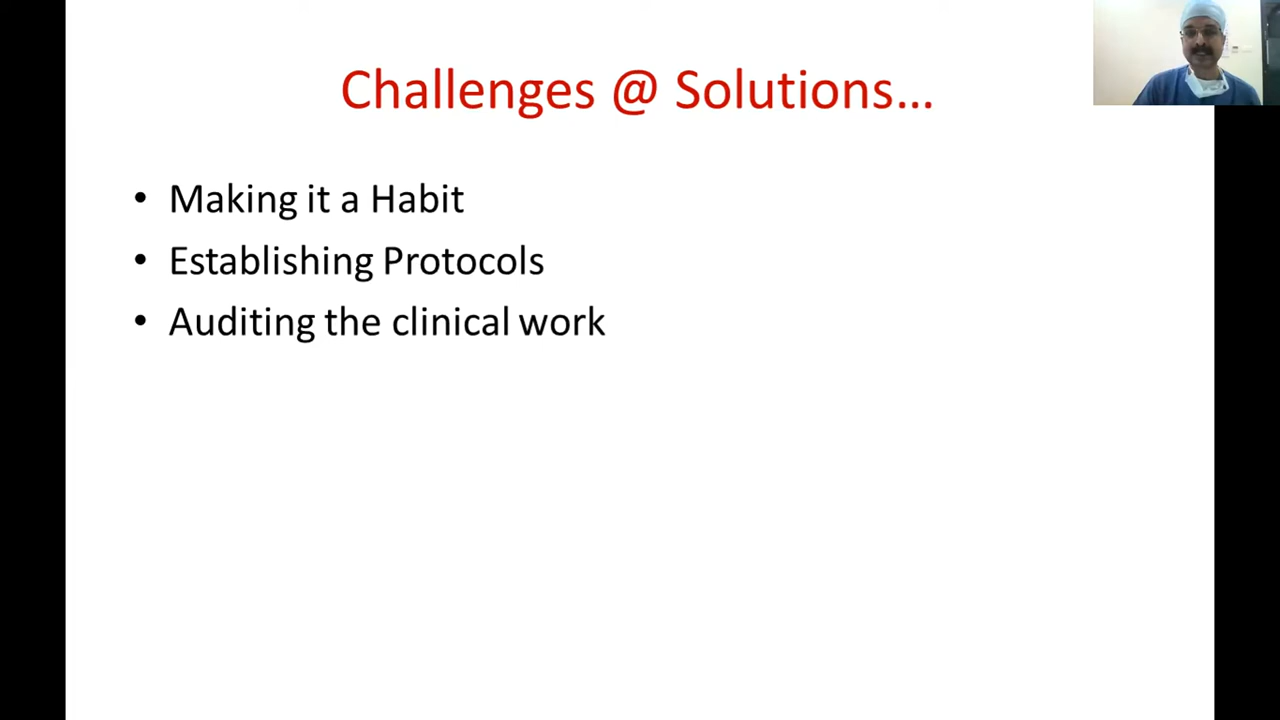 Challenges @ Solutions...
• Making it a Habit
• Establishing Protocols
• Auditing the clinical work